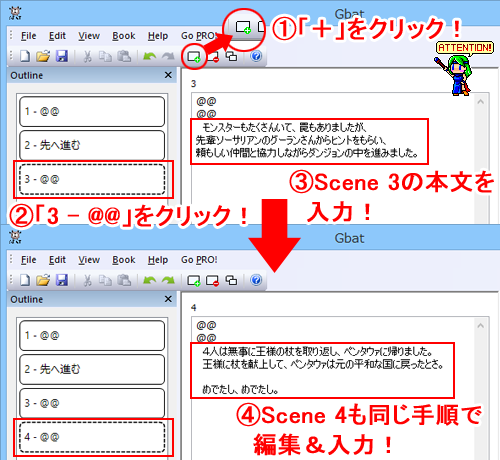 Gbat
①「＋」をクリック！
File Edit View Book Help Go PRO!
ATTENTION!
Outline ×
1 - @@
2 - 先へ進む
3 - @@
3
@@
@@
モンスターもたくさんいて、罠もありましたが、
先輩ソーサリアンのグーランさんからヒントをもらい、
頼もしい仲間と協力しながらダンジョンの中を進みました。
②「3 - @@」をクリック！
③Scene 3の本文を
入力！
Gbat
File Edit View Book Help Go PRO!
Outline ×
1 - @@
2 - 先へ進む
3 - @@
4 - @@
4
@@
@@
４人は無事に王様の杖を取り返し、ペンタウァに帰りました。
王様に杖を献上して、ペンタウァは元の平和な国に戻ったとさ。
めでたし、めでたし。
④Scene 4も同じ手順で
編集＆入力！